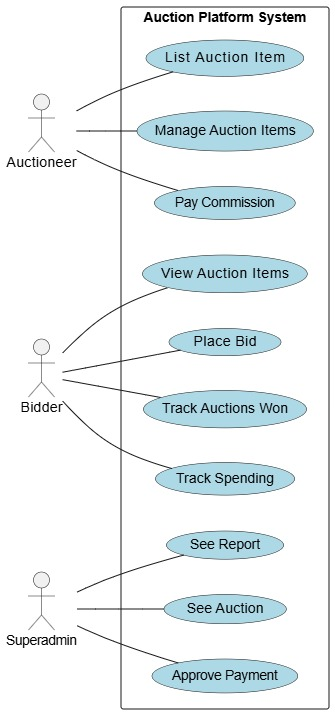 Auction Platform System
List Auction Item
Manage Auction Items
Auctioneer
Pay Commission
View Auction Items
Place Bid
Bidder
Track Auctions Won
Track Spending
See Report
See Auction
Superadmin
Approve Payment